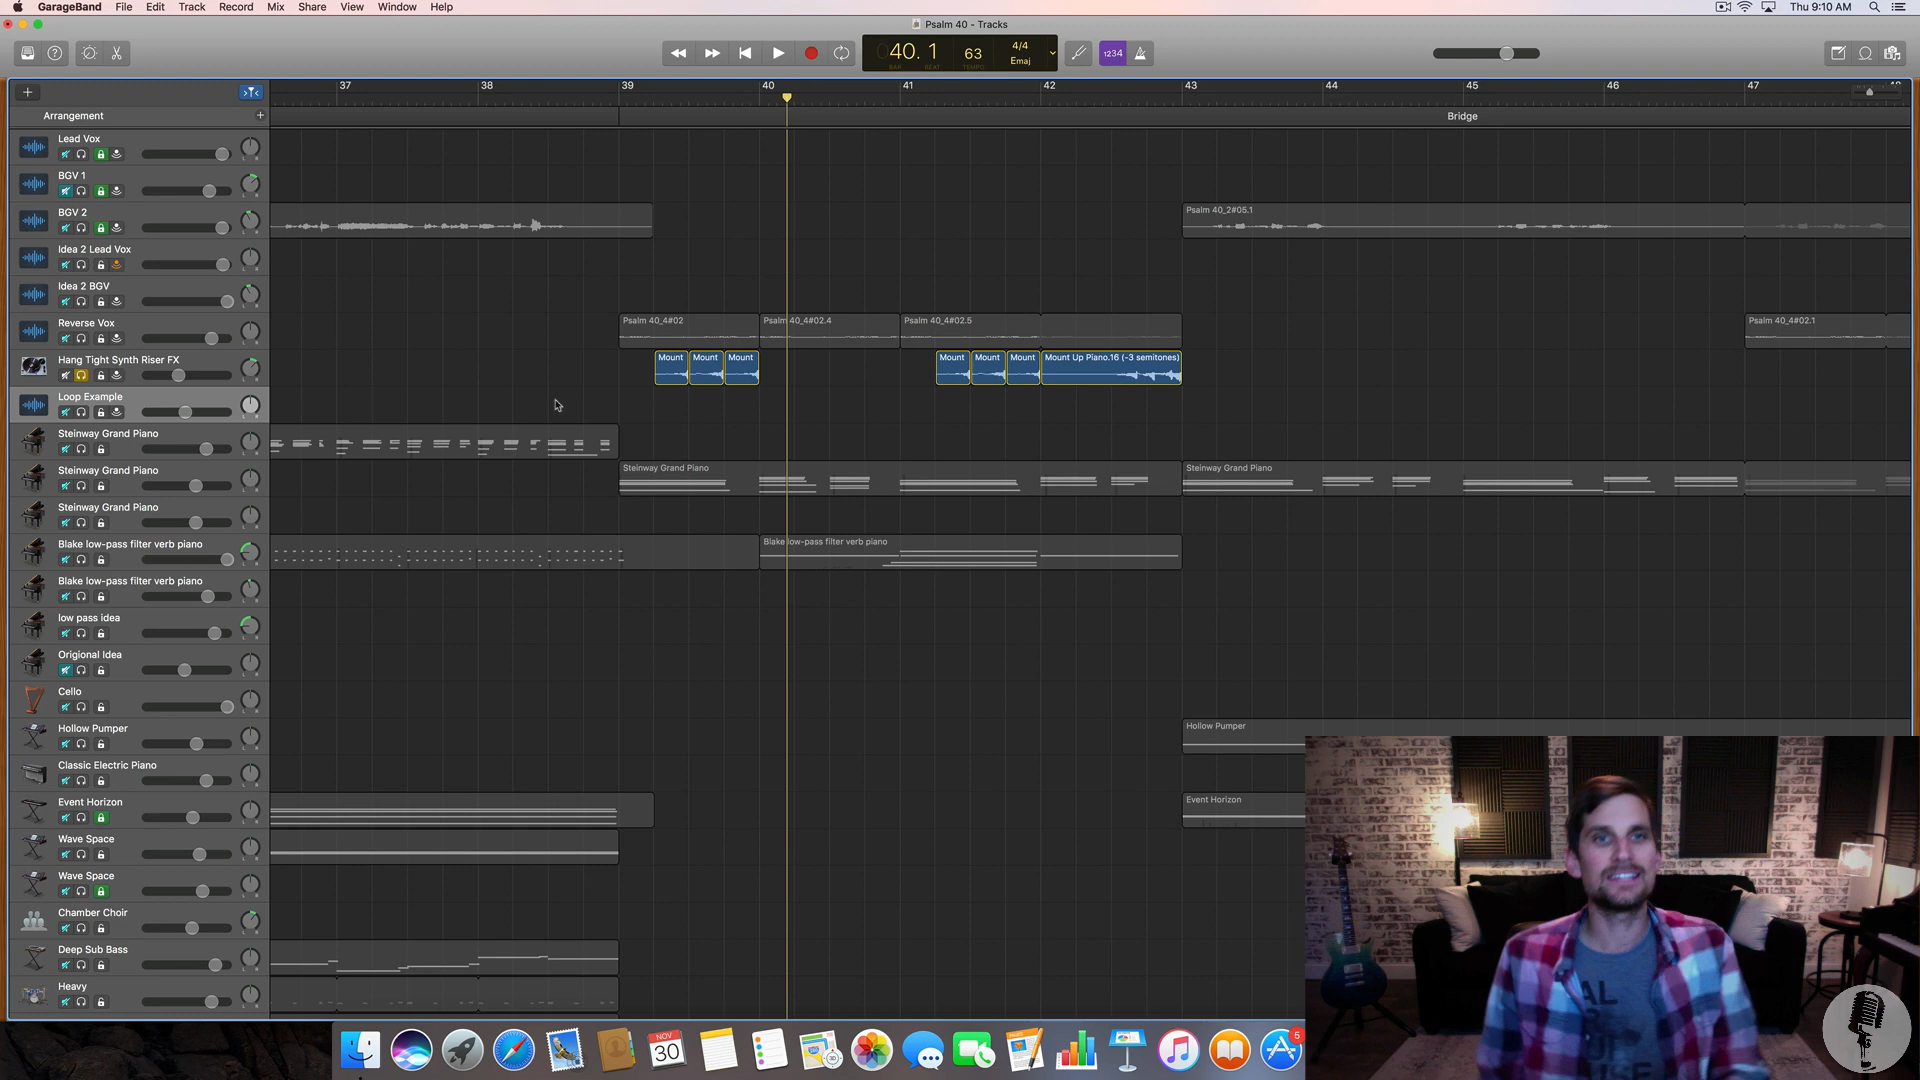 GarageBand File Edit Track Record Mix Share View Window Help
Thu 9:10 AM
Psalm 40 - Tracks
40. 1
BAR BEAT
63
TEMPO
4/4
Emaj
1234
37 38 39 40 41 42 43 44 45 46 47
Arrangement
Bridge
Lead Vox
BGV 1
BGV 2
Psalm 40_2#05.1
Idea 2 Lead Vox
Idea 2 BGV
Reverse Vox
Psalm 40_4#02 Psalm 40_4#02.4 Psalm 40_4#02.5 Psalm 40_4#02.1
Hang Tight Synth Riser FX
Mount Mount Mount Mount Mount Mount Mount Up Piano.16 (-3 semitones)
Loop Example
Steinway Grand Piano
Steinway Grand Piano
Steinway Grand Piano Steinway Grand Piano
Steinway Grand Piano
Blake low-pass filter verb piano
Blake low-pass filter verb piano
Blake low-pass filter verb piano
low pass idea
Origional Idea
Cello
Hollow Pumper
Hollow Pumper
Classic Electric Piano
Event Horizon
Event Horizon
Wave Space
Wave Space
Chamber Choir
Deep Sub Bass
Heavy
NOV
30
5